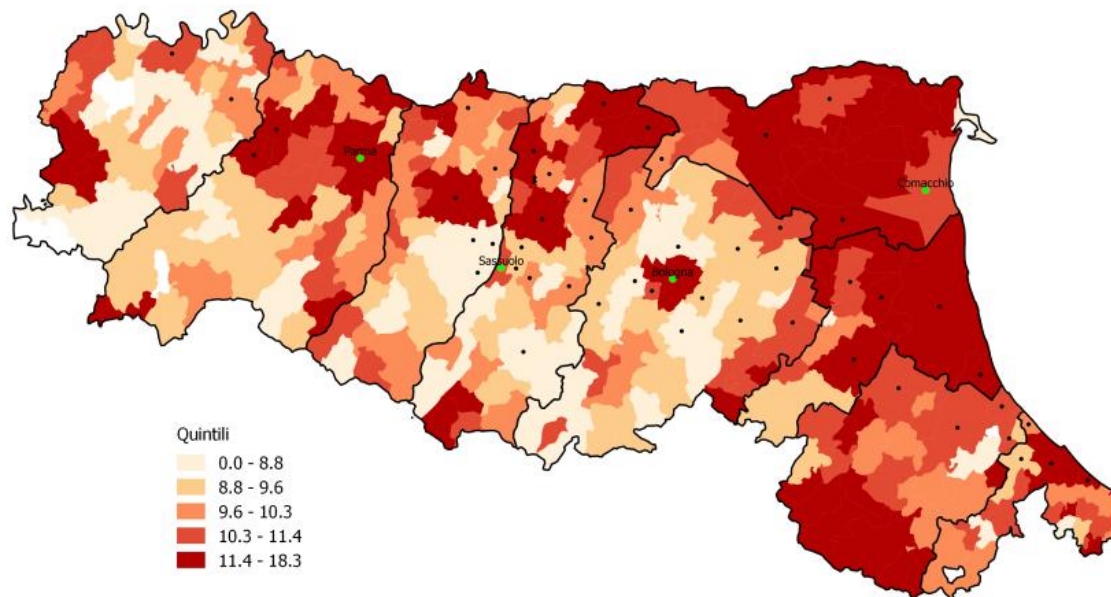 Parma
Comacchio
Sassuolo
Bologna
Quintili
0.0 - 8.8
8.8 - 9.6
9.6 - 10.3
10.3 - 11.4
11.4 - 18.3